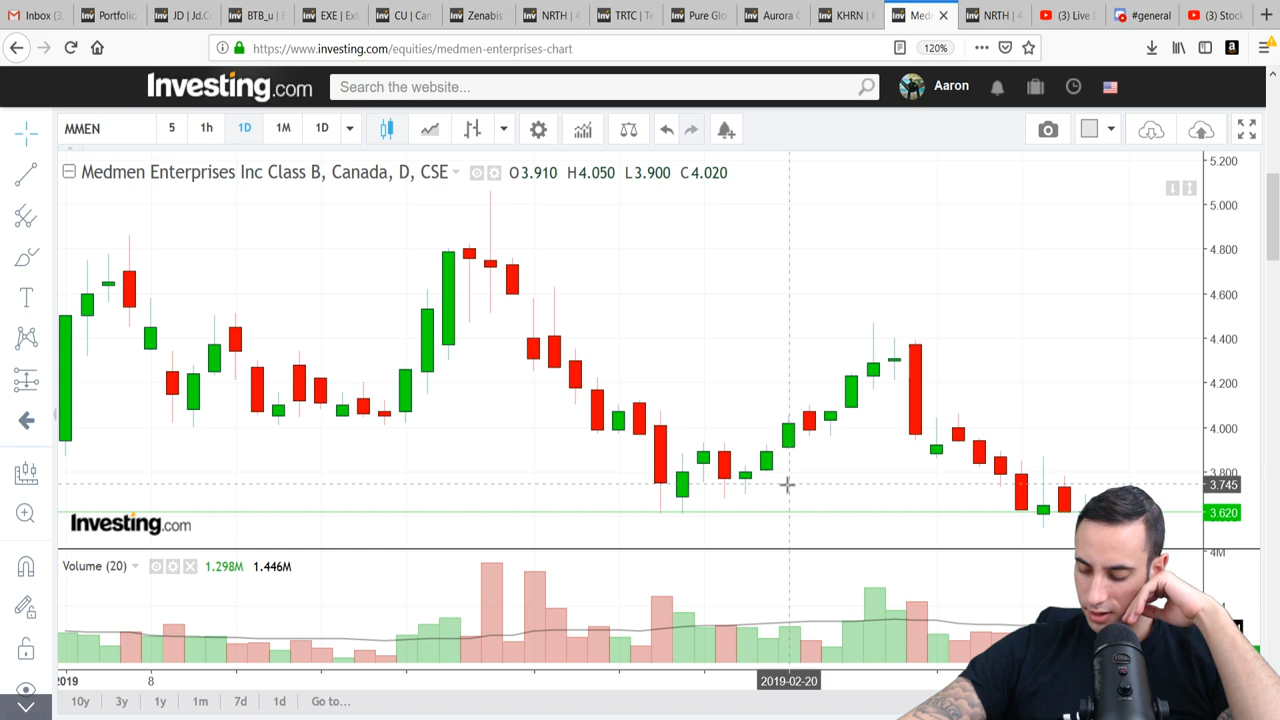 Inbox (3
Portfolio
JD | Jd.Co
BTB_u |
EXE | Ext
CU | Can
Zenabis
NRTH | 4
TRTC | Te
Pure Glo
Aurora C
KHRN |
Med
NRTH | 4
(3) Live (
#general
(3) Stock
https://www.investing.com/equities/medmen-enterprises-chart
120%
Investing.com
Search the website...
Aaron
MMEN
5
1h
1D
1M
1D
Medmen Enterprises Inc Class B, Canada, D, CSE
O3.910 H4.050 L3.900 C4.020
5.200
5.000
4.800
4.600
4.400
4.200
4.000
3.800
3.745
3.620
Investing.com
Volume (20)
1.298M
1.446M
4M
2019
8
2019-02-20
10y
3y
1y
1m
7d
1d
Go to...